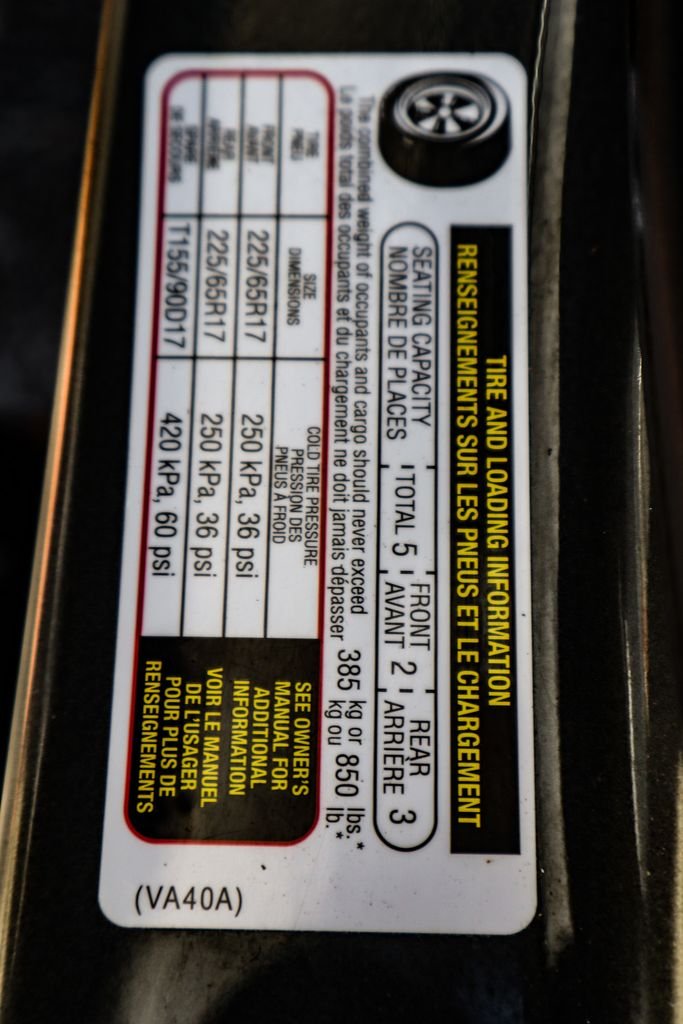 TIRE AND LOADING INFORMATION
RENSEIGNEMENTS SUR LES PNEUS ET LE CHARGEMENT
SEATING CAPACITY
NOMBRE DE PLACES
TOTAL 5
FRONT
AVANT 2
REAR
ARRIÈRE 3
The combined weight of occupants and cargo should never exceed 385 kg or 850 lbs.*
Le poids total des occupants et du chargement ne doit jamais dépasser kg ou lb.*
TIRE
PNEU
SIZE
DIMENSIONS
COLD TIRE PRESSURE
PRESSION DES
PNEUS À FROID
FRONT
AVANT
225/65R17
250 kPa, 36 psi
REAR
ARRIÈRE
225/65R17
250 kPa, 36 psi
SPARE
DE SECOURS
T155/90D17
420 kPa, 60 psi
SEE OWNER'S
MANUAL FOR
ADDITIONAL
INFORMATION
VOIR LE MANUEL
DE L'USAGER
POUR PLUS DE
RENSEIGNEMENTS
(VA40A)